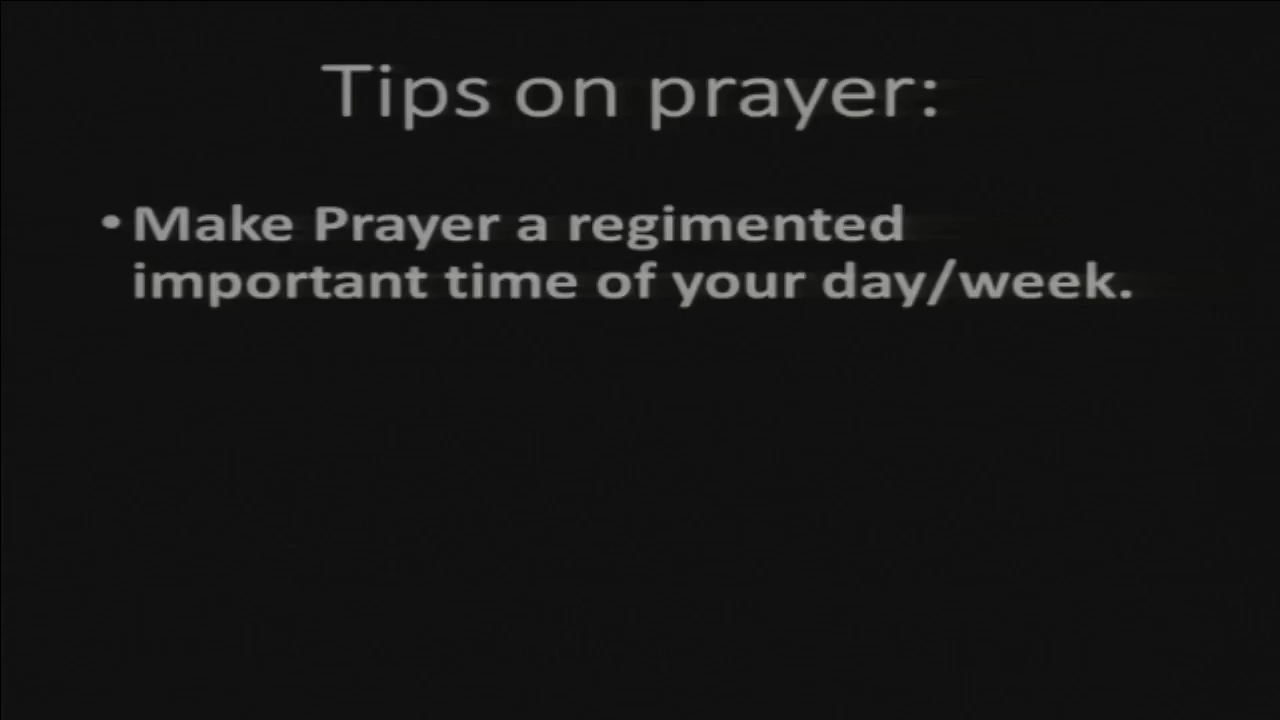 Tips on prayer:
• Make Prayer a regimented
important time of your day/week.